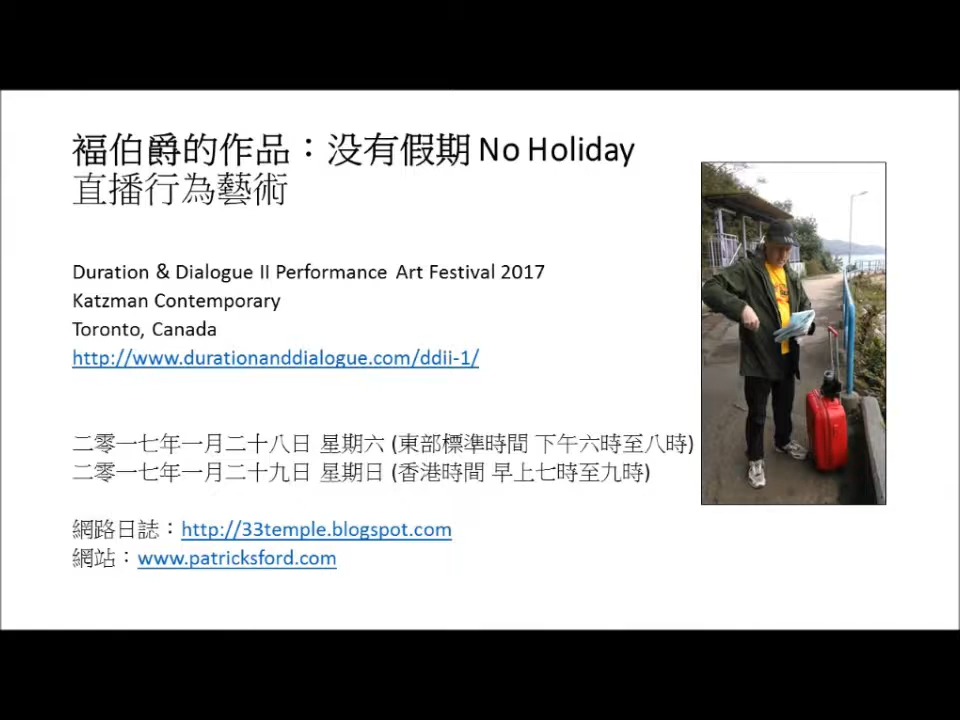 褔伯爵的作品：没有假期 No Holiday
直播行為藝術
Duration & Dialogue II Performance Art Festival 2017
Katzman Contemporary
Toronto, Canada
http://www.durationanddialogue.com/ddii-1/
二零一七年一月二十八日 星期六 (東部標準時間 下午六時至八時)
二零一七年一月二十九日 星期日 (香港時間 早上七時至九時)
網路日誌：http://33temple.blogspot.com
網站：www.patricksford.com